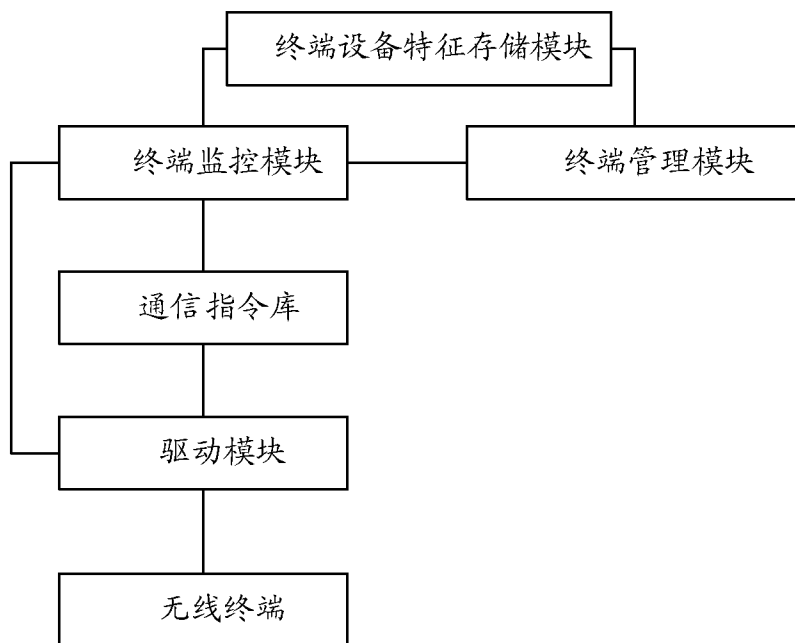 终端设备特征存储模块
终端监控模块
终端管理模块
通信指令库
驱动模块
无线终端